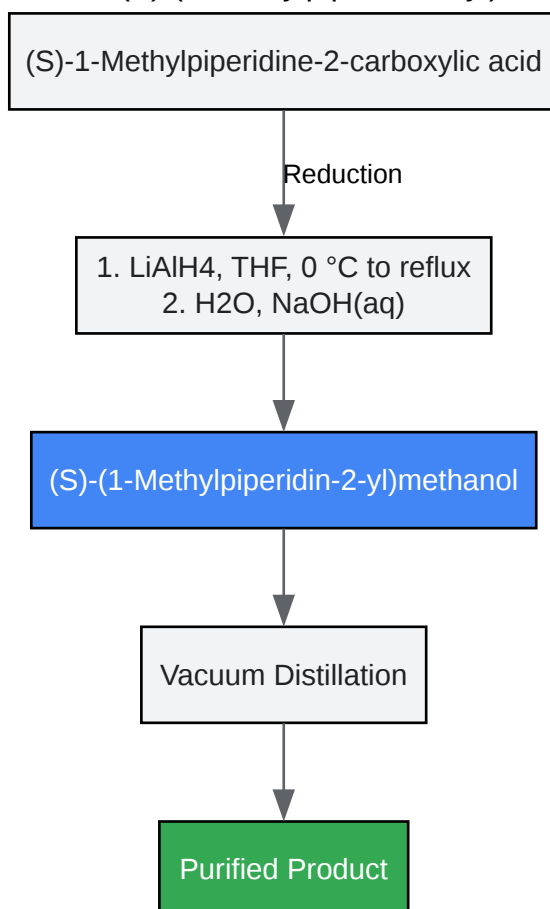 (S)-1-Methylpiperidine-2-carboxylic acid
Reduction
1. LiAlH4, THF, 0 °C to reflux
2. H2O, NaOH(aq)
(S)-(1-Methylpiperidin-2-yl)methanol
Vacuum Distillation
Purified Product